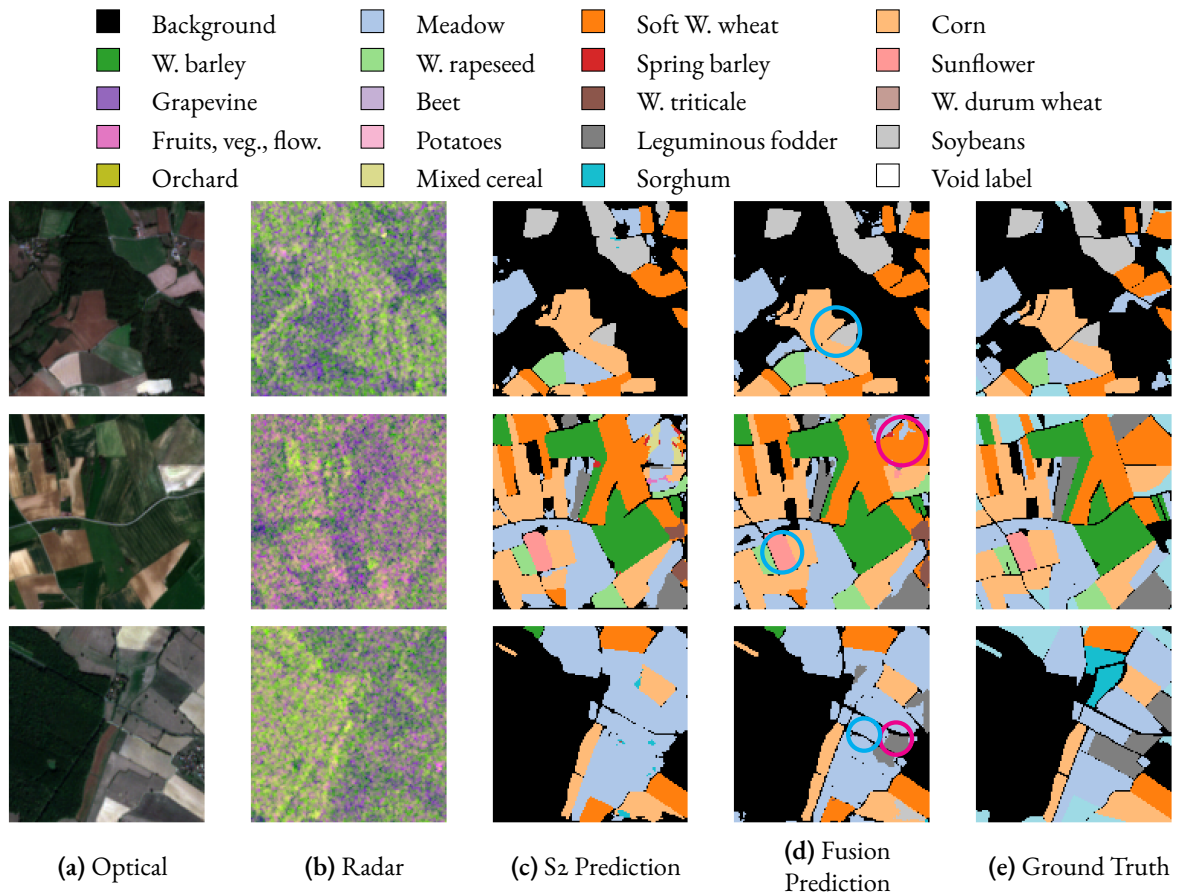 Background Meadow Soft W. wheat Corn
W. barley W. rapeseed Spring barley Sunflower
Grapevine Beet W. triticale W. durum wheat
Fruits, veg., flow. Potatoes Leguminous fodder Soybeans
Orchard Mixed cereal Sorghum Void label
(a) Optical (b) Radar (c) S2 Prediction (d) Fusion Prediction (e) Ground Truth